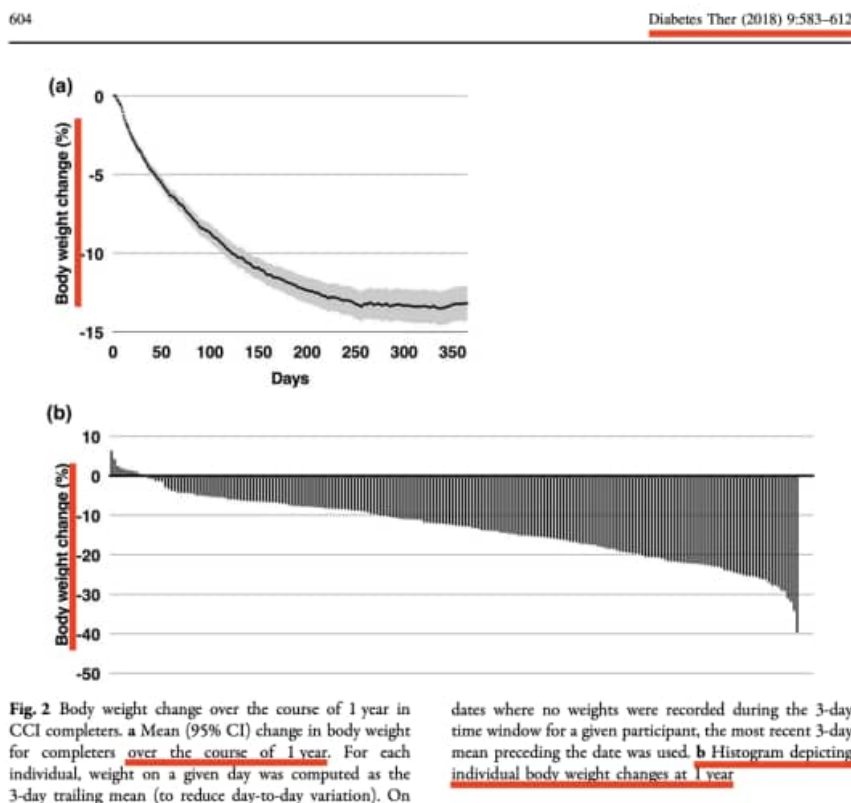 604
Diabetes Ther (2018) 9:583–612
(a)
0
-5
-10
-15
Body weight change (%)
0 50 100 150 200 250 300 350
Days
(b)
10
0
-10
-20
-30
-40
-50
Body weight change (%)
Fig. 2 Body weight change over the course of 1 year in
CCI completers. a Mean (95% CI) change in body weight
for completers over the course of 1 year. For each
individual, weight on a given day was computed as the
3-day trailing mean (to reduce day-to-day variation). On
dates where no weights were recorded during the 3-day
time window for a given participant, the most recent 3-day
mean preceding the date was used. b Histogram depicting
individual body weight changes at 1 year